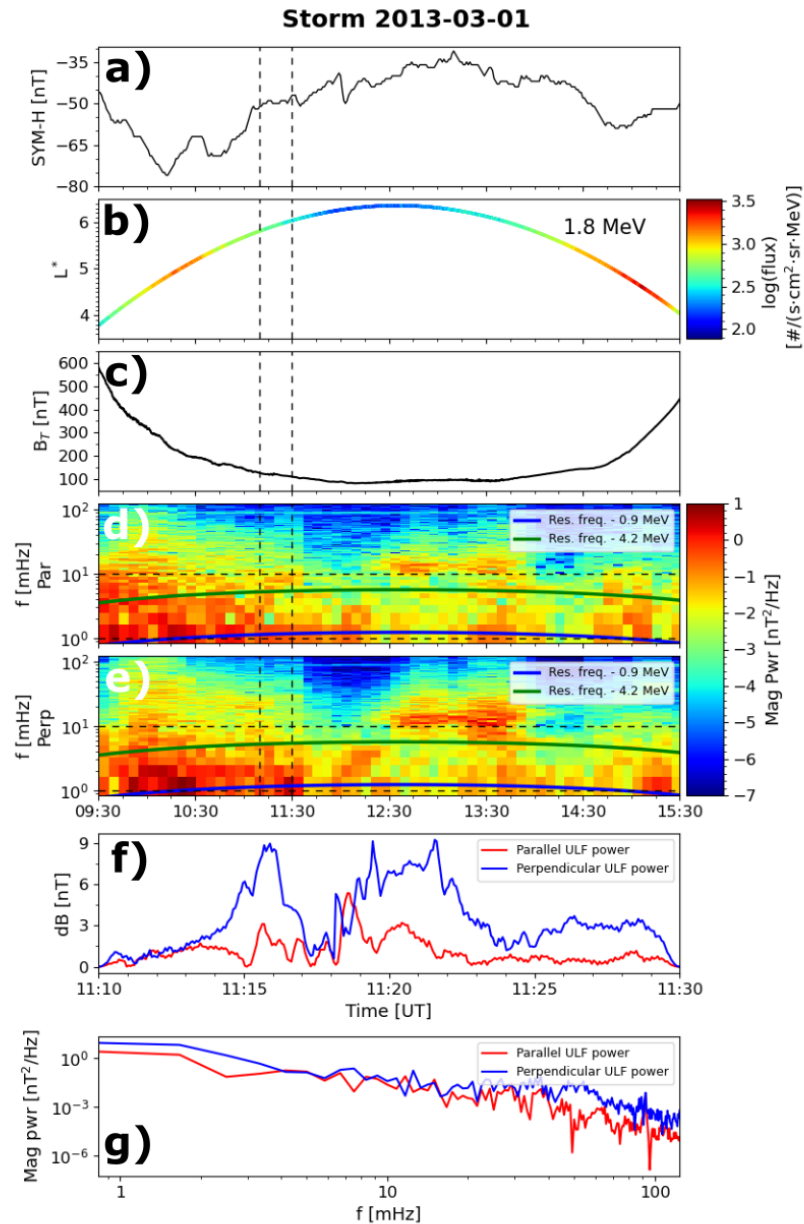 Storm 2013-03-01
a)
SYM-H [nT]
−35
−50
−65
−80
b)
L*
6
5
4
1.8 MeV
3.5
3.0
2.5
2.0
log(flux)
[#/(s·cm²·sr·MeV)]
c)
B_T [nT]
600
500
400
300
200
100
d)
f [mHz]
Par
10²
10¹
10⁰
Res. freq. - 0.9 MeV
Res. freq. - 4.2 MeV
e)
f [mHz]
Perp
10²
10¹
10⁰
Res. freq. - 0.9 MeV
Res. freq. - 4.2 MeV
1
0
−1
−2
−3
−4
−5
−6
−7
Mag Pwr [nT²/Hz]
09:30 10:30 11:30 12:30 13:30 14:30 15:30
f)
dB [nT]
9
6
3
0
Parallel ULF power
Perpendicular ULF power
11:10 11:15 11:20 11:25 11:30
Time [UT]
g)
Mag pwr [nT²/Hz]
10⁰
10⁻³
10⁻⁶
Parallel ULF power
Perpendicular ULF power
1 10 100
f [mHz]